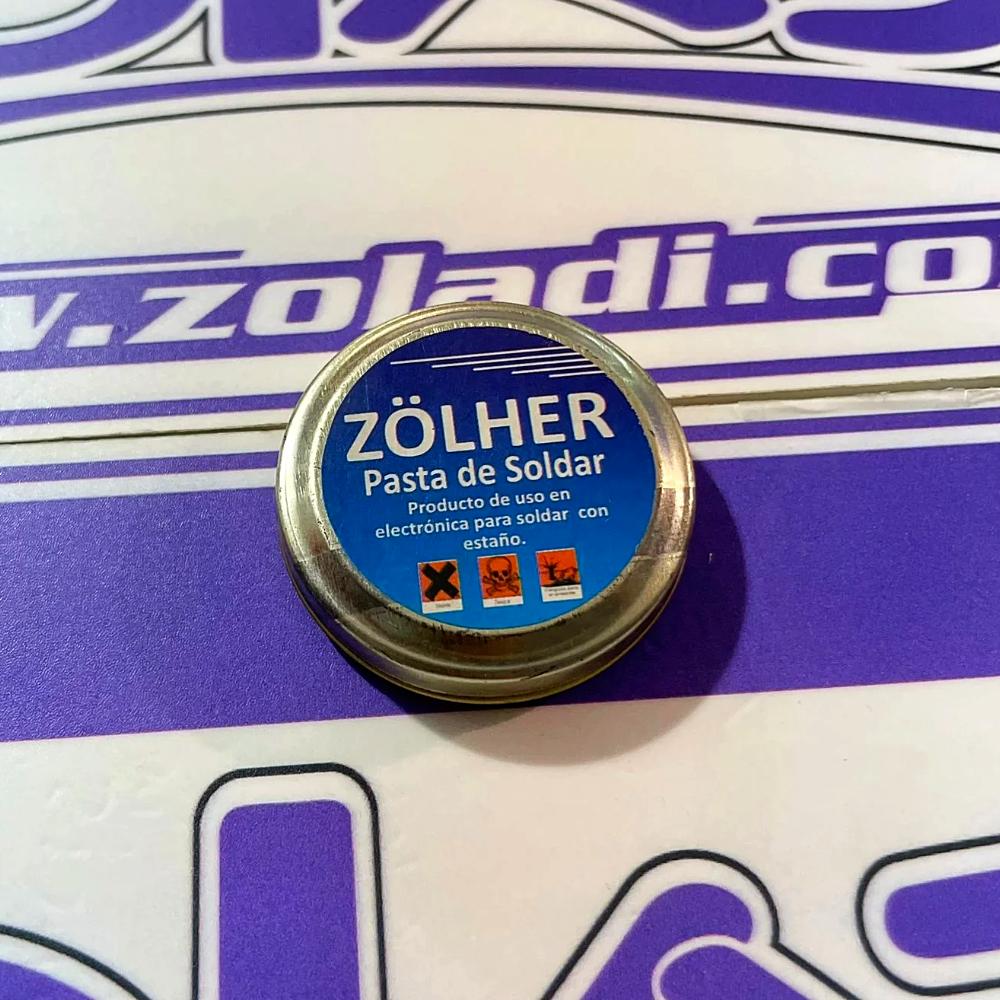 w.zoladi.co
ZÖLHER
Pasta de Soldar
Producto de uso en
electrónica para soldar con
estaño.